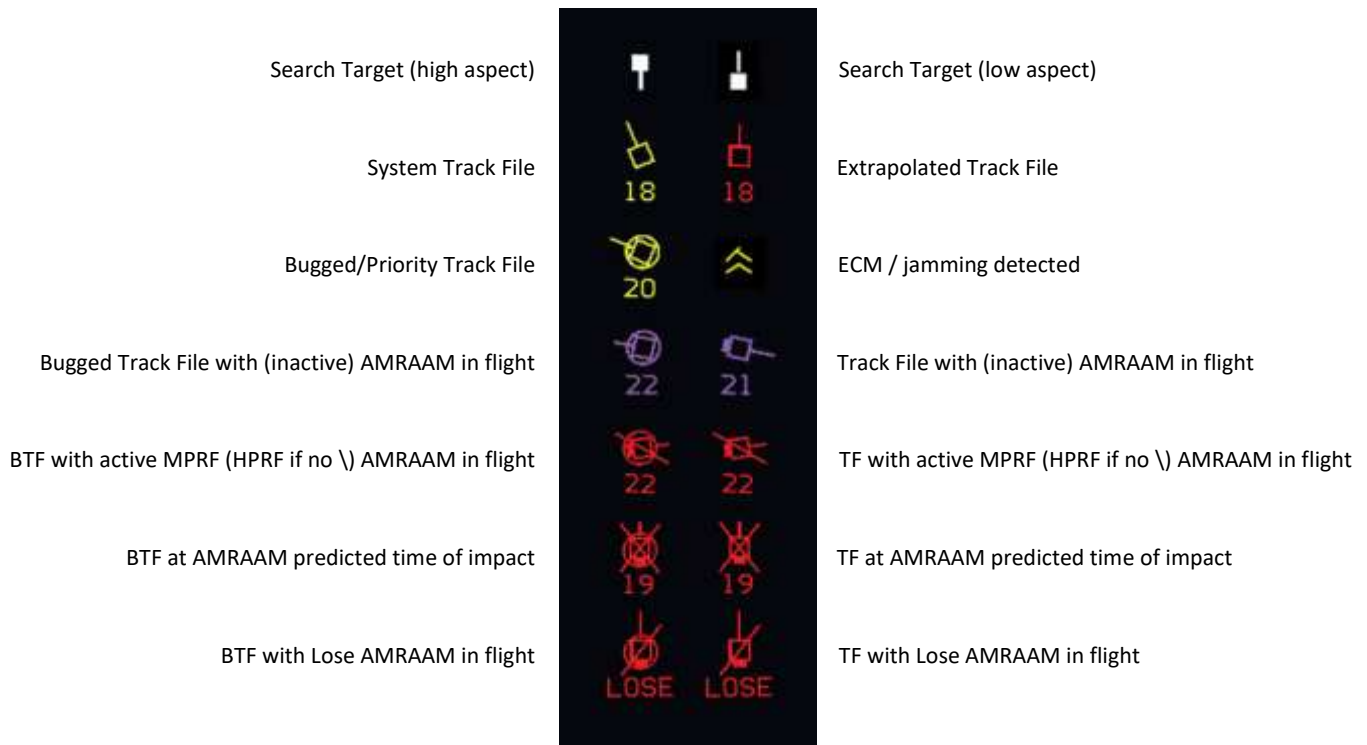 Search Target (high aspect) Search Target (low aspect)
System Track File Extrapolated Track File
18 18
Bugged/Priority Track File ECM / jamming detected
20
Bugged Track File with (inactive) AMRAAM in flight Track File with (inactive) AMRAAM in flight
22 21
BTF with active MPRF (HPRF if no \) AMRAAM in flight TF with active MPRF (HPRF if no \) AMRAAM in flight
22 22
BTF at AMRAAM predicted time of impact TF at AMRAAM predicted time of impact
19 19
BTF with Lose AMRAAM in flight TF with Lose AMRAAM in flight
LOSE LOSE